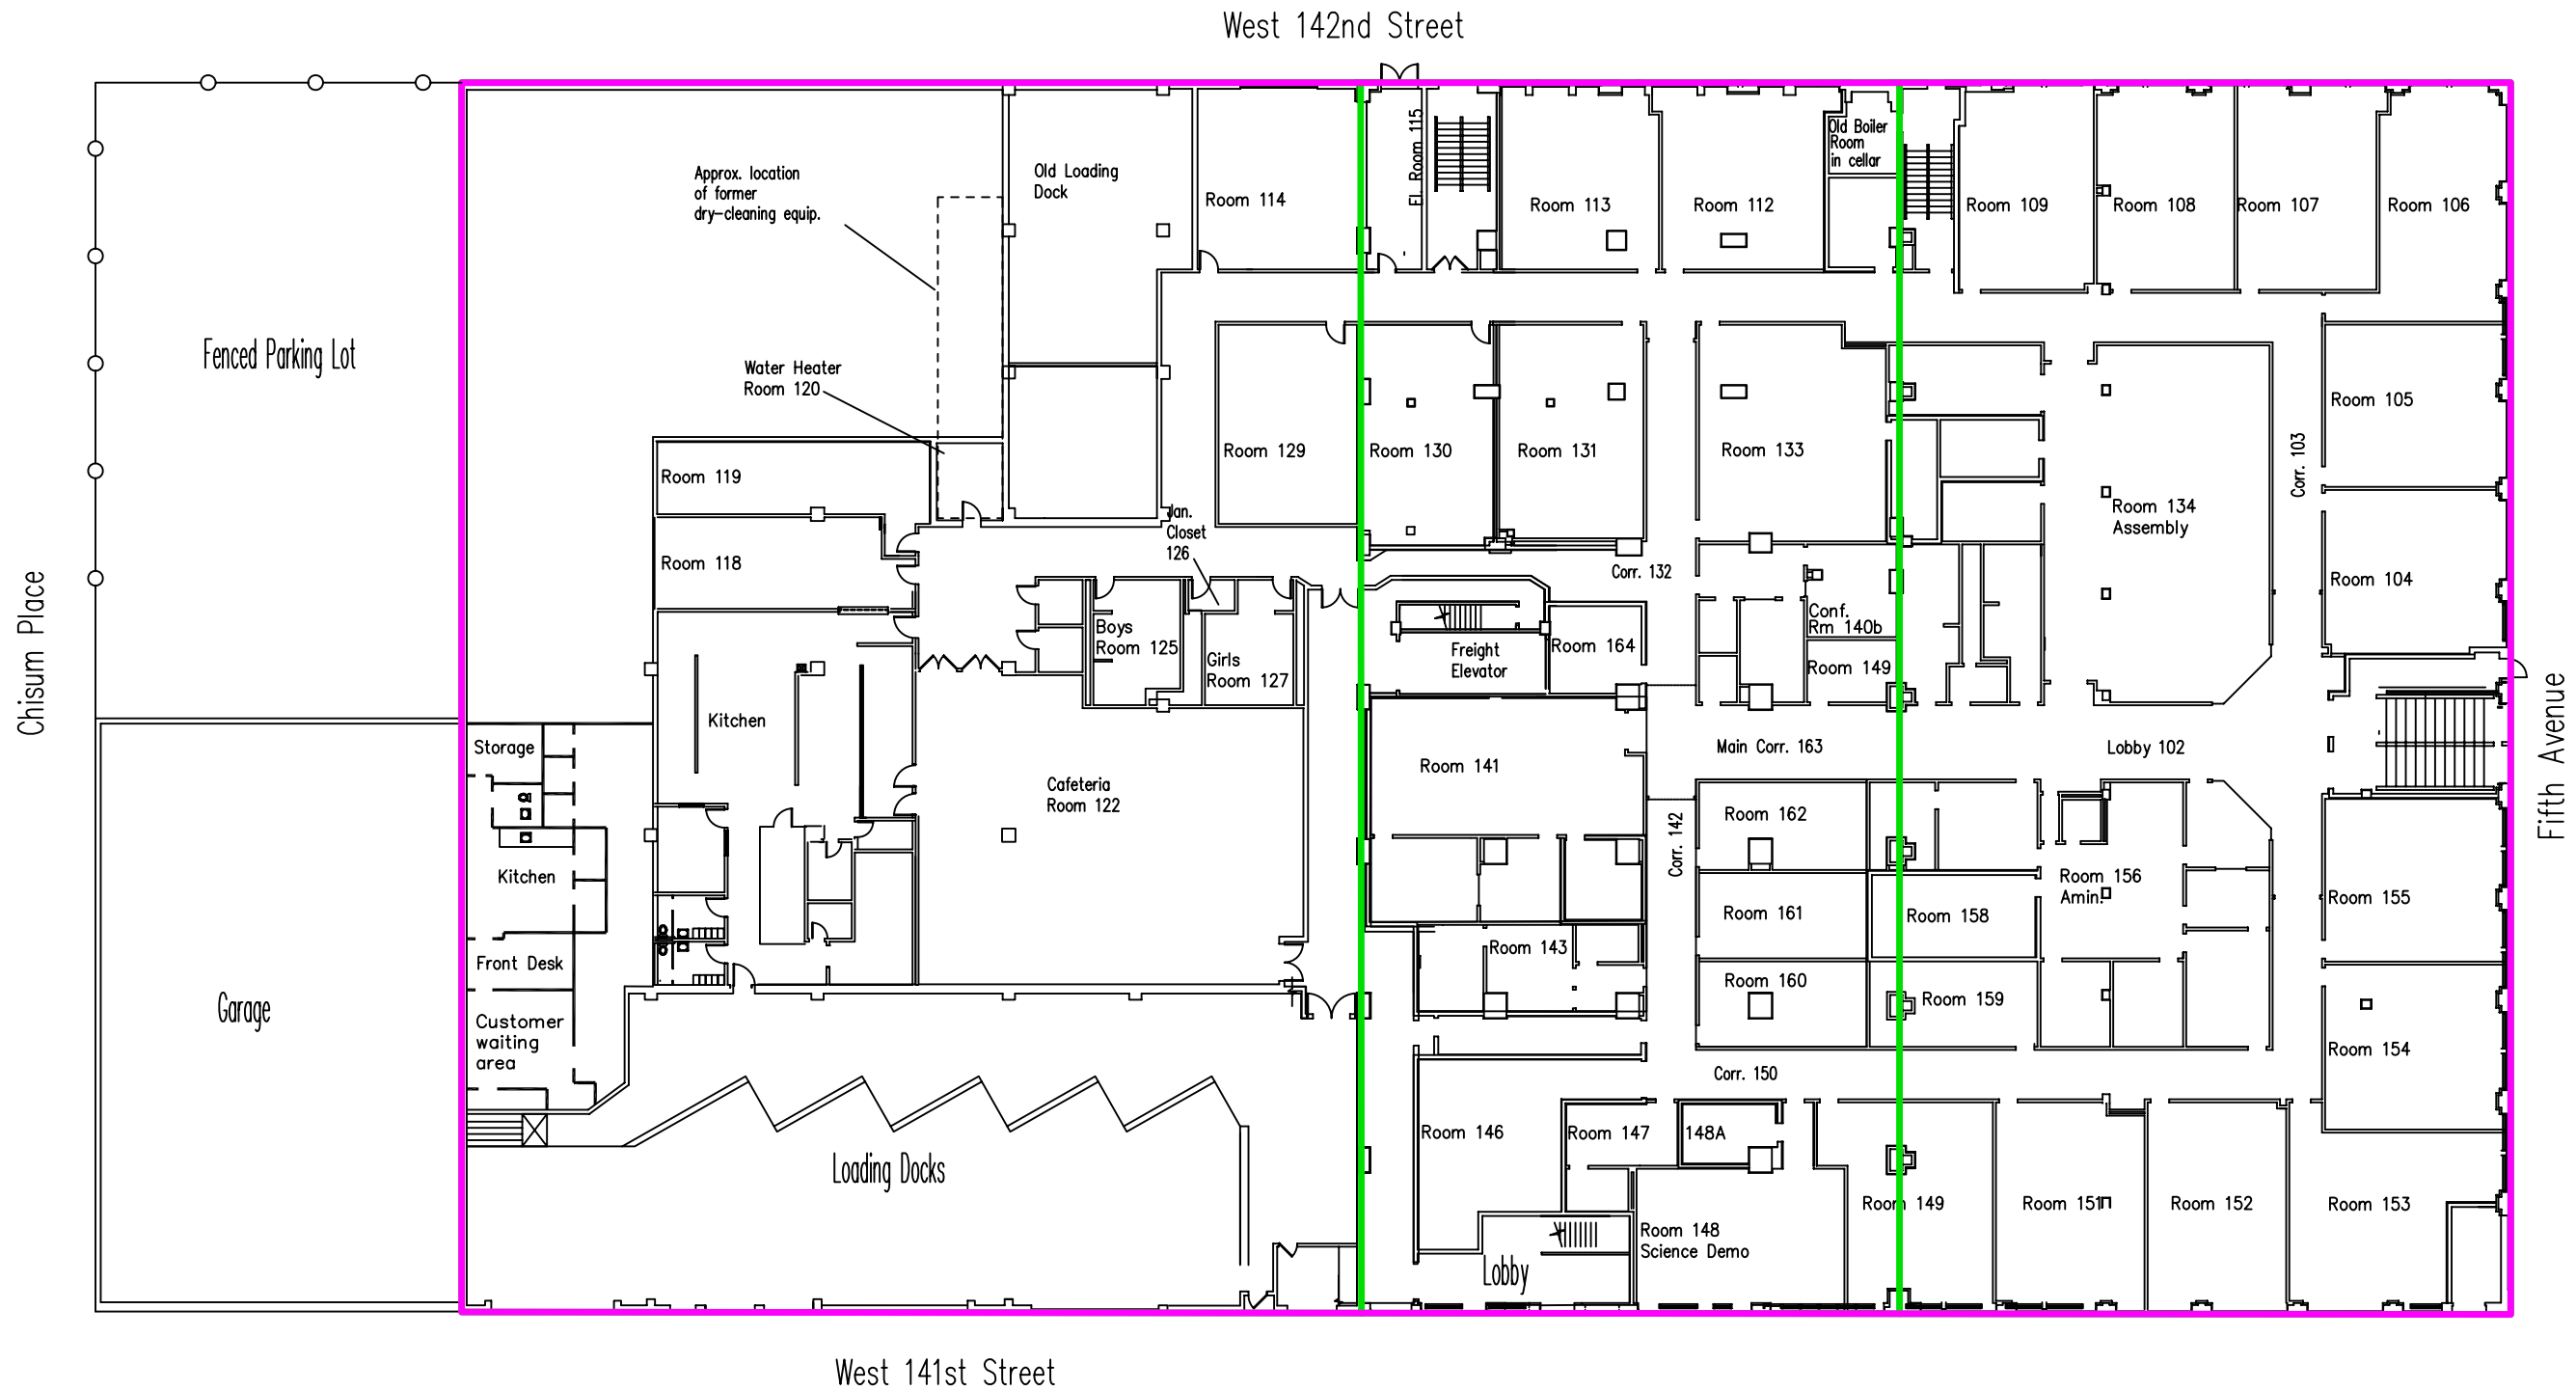 West 142nd Street
Old Boiler
Room
in cellar
El. Room 115
Approx. location
of former
dry-cleaning equip.
Old Loading
Dock
Room 114
Room 113
Room 112
Room 109
Room 108
Room 107
Room 106
Fenced Parking Lot
Water Heater
Room 120
Room 105
Room 129
Room 130
Room 131
Room 133
Corr. 103
Room 119
Jan.
Closet
126
Room 134
Assembly
Room 118
Corr. 132
Room 104
Chisum Place
Boys
Room 125
Girls
Room 127
Freight
Elevator
Room 164
Conf.
Rm 140b
Room 149
Kitchen
Storage
Main Corr. 163
Lobby 102
Fifth Avenue
Room 141
Cafeteria
Room 122
Room 162
Corr. 142
Kitchen
Room 156
Amin.
Room 155
Room 161
Room 158
Front Desk
Room 143
Room 160
Room 159
Garage
Customer
waiting
area
Room 154
Corr. 150
Room 146
Room 147
148A
Loading Docks
Room 149
Room 151
Room 152
Room 153
Room 148
Science Demo
Lobby
West 141st Street